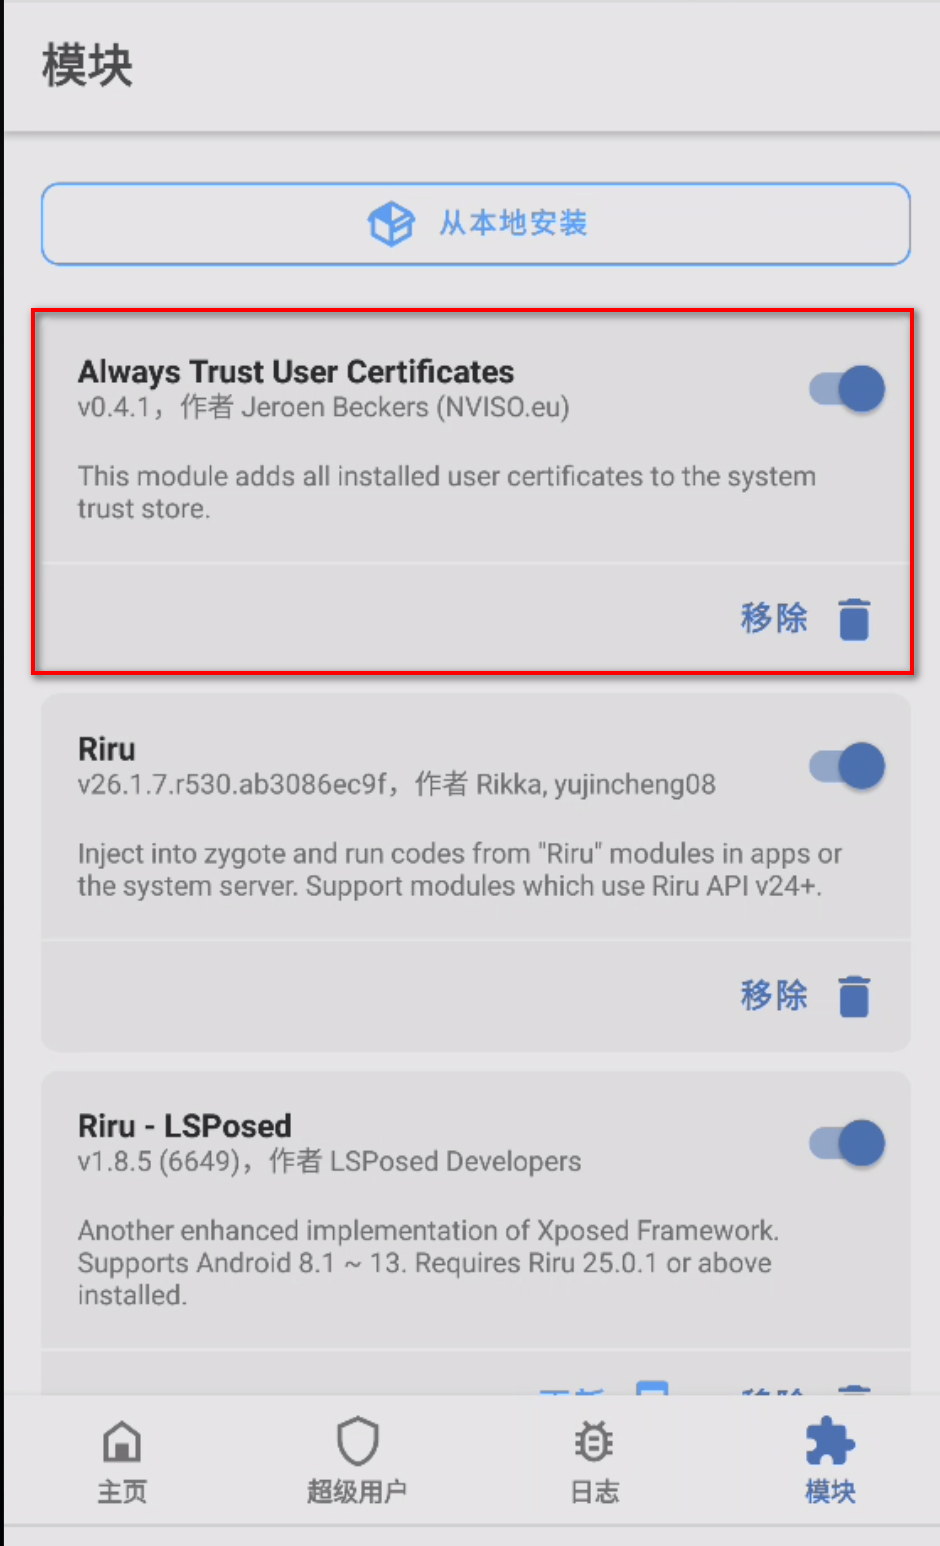 模块
从本地安装
Always Trust User Certificates
v0.4.1，作者 Jeroen Beckers (NVISO.eu)
This module adds all installed user certificates to the system
trust store.
移除
Riru
v26.1.7.r530.ab3086ec9f，作者 Rikka, yujincheng08
Inject into zygote and run codes from "Riru" modules in apps or
the system server. Support modules which use Riru API v24+.
移除
Riru - LSPosed
v1.8.5 (6649)，作者 LSPosed Developers
Another enhanced implementation of Xposed Framework.
Supports Android 8.1 ~ 13. Requires Riru 25.0.1 or above
installed.
主页 超级用户 日志 模块